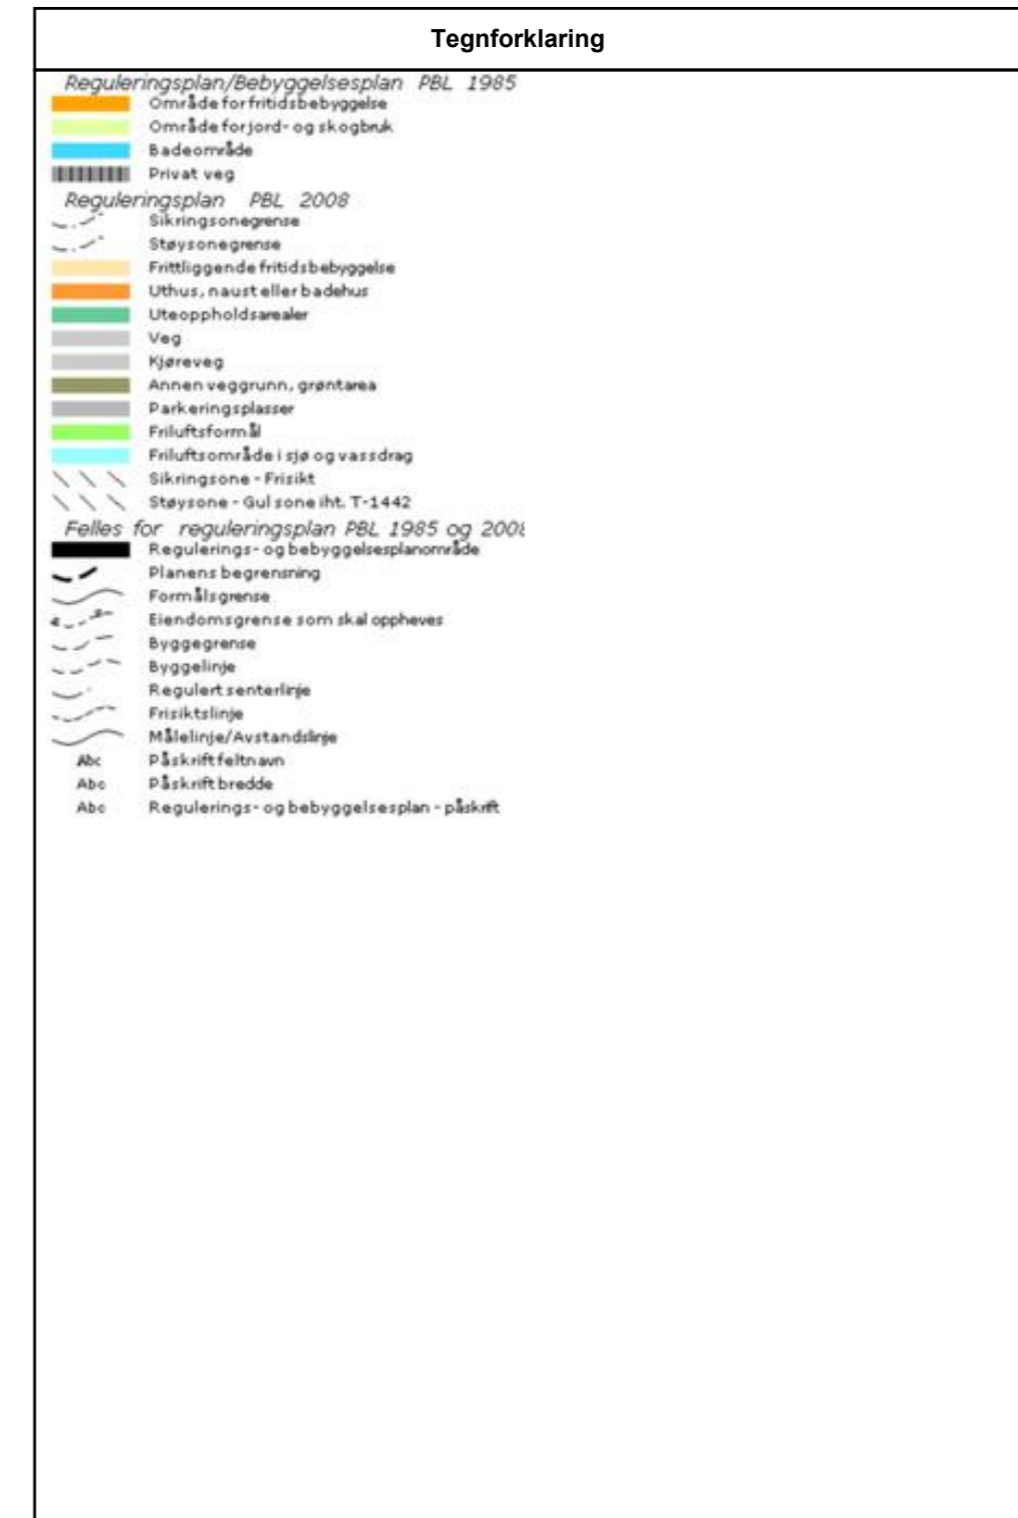 Tegnforklaring
Reguleringsplan/Bebyggelsesplan PBL 1985
Område for fritidsbebyggelse
Område for jord- og skogbruk
Badeområde
Privat veg
Reguleringsplan PBL 2008
Sikringsonegrense
Støysonegrense
Frittliggende fritidsbebyggelse
Uthus, naust eller badehus
Uteoppholdsarealer
Veg
Kjøreveg
Annen veggrunn, grøntarea
Parkeringsplasser
Friluftsformål
Friluftsområde i sjø og vassdrag
Sikringsone - Frisikt
Støysone - Gul sone iht. T-1442
Felles for reguleringsplan PBL 1985 og 2008
Regulerings- og bebyggelsesplanområde
Planens begrensning
Formålsgrense
Eiendomsgrense som skal oppheves
Byggegrense
Byggelinje
Regulert senterlinje
Frisiktslinje
Målelinje/Avstandslinje
Abc Påskrift feltnavn
Abc Påskrift bredde
Abc Regulerings- og bebyggelsesplan - påskrift